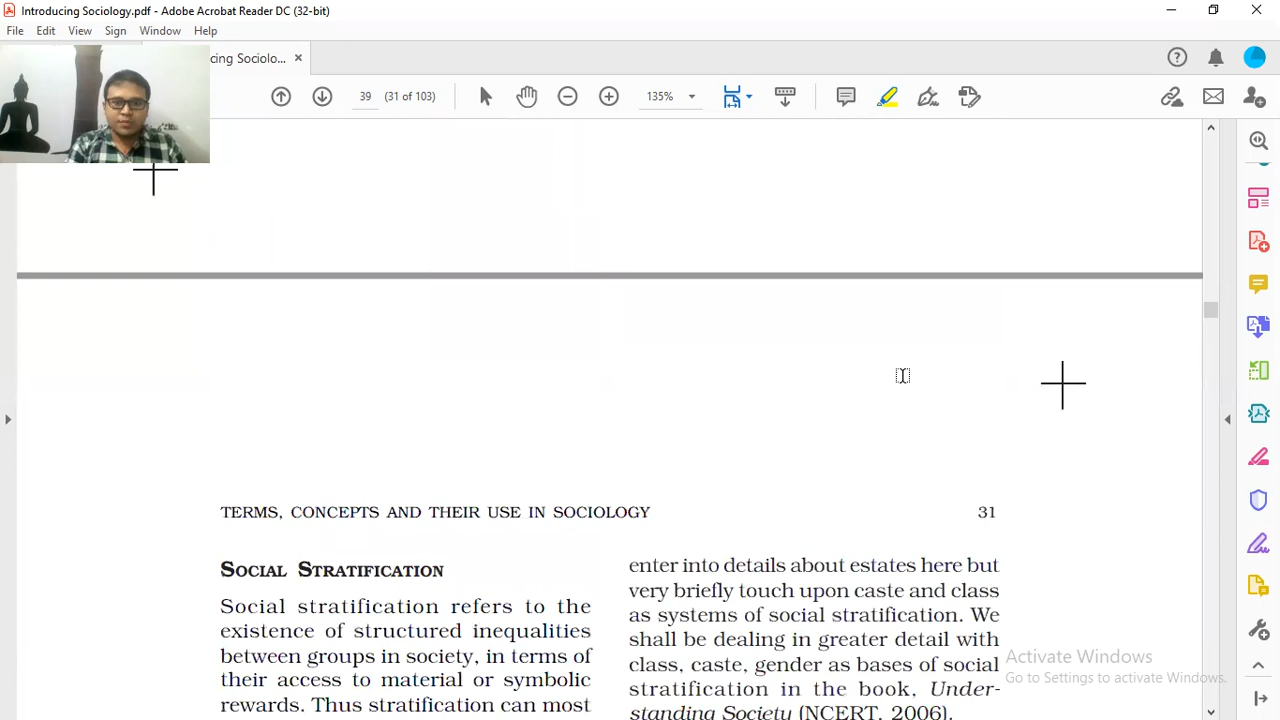 Introducing Sociology.pdf - Adobe Acrobat Reader DC (32-bit)
File Edit View Sign Window Help
cing Sociolo...
39 (31 of 103) 135%
TERMS, CONCEPTS AND THEIR USE IN SOCIOLOGY 31
SOCIAL STRATIFICATION
Social stratification refers to the
existence of structured inequalities
between groups in society, in terms of
their access to material or symbolic
rewards. Thus stratification can most
enter into details about estates here but
very briefly touch upon caste and class
as systems of social stratification. We
shall be dealing in greater detail with
class, caste, gender as bases of social
stratification in the book, Under-
standing Society (NCERT, 2006).
Activate Windows
Go to Settings to activate Windows.